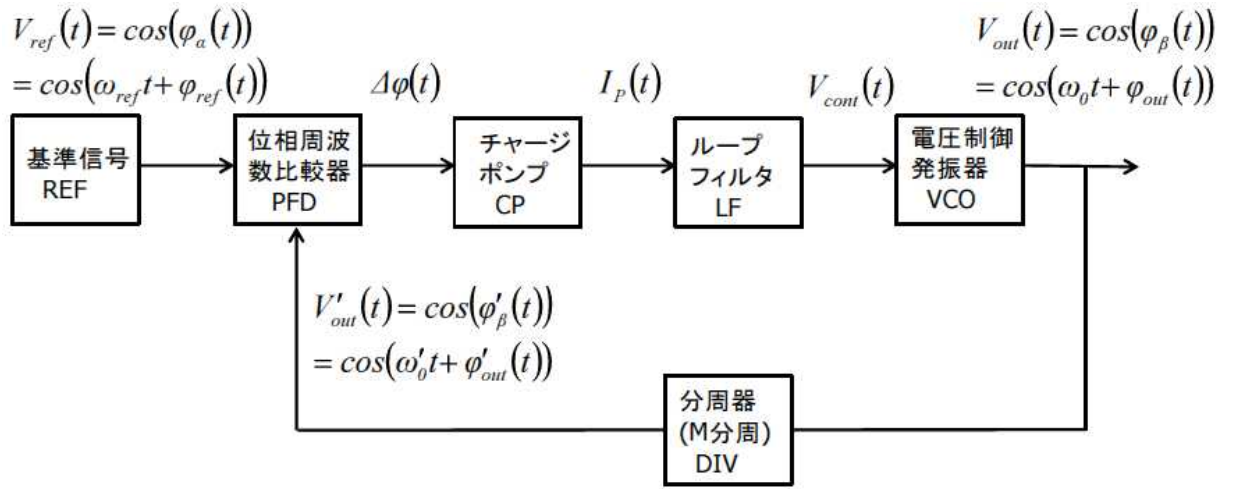 V_ref(t)=cos(φ_α(t))
=cos(ω_ref t+φ_ref(t))
Δφ(t)
I_P(t)
V_cont(t)
V_out(t)=cos(φ_β(t))
=cos(ω_0 t+φ_out(t))
基準信号
REF
位相周波
数比較器
PFD
チャージ
ポンプ
CP
ループ
フィルタ
LF
電圧制御
発振器
VCO
V'_out(t)=cos(φ'_β(t))
=cos(ω'_0 t+φ'_out(t))
分周器
(M分周)
DIV